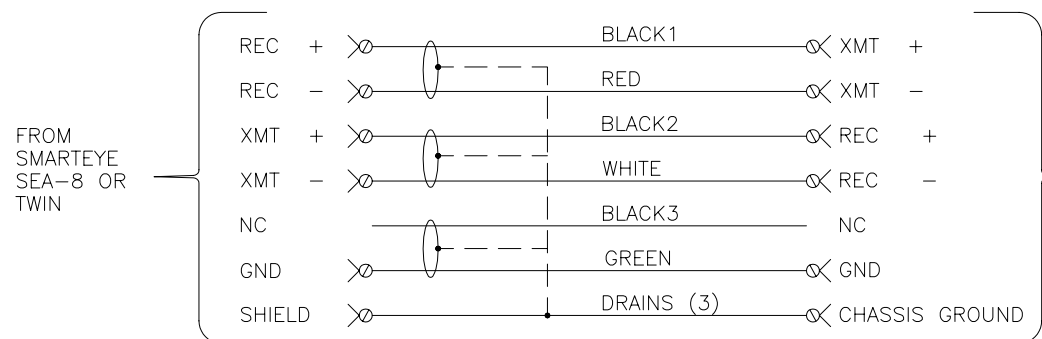 REC + BLACK1 XMT +
REC − RED XMT −
XMT + BLACK2 REC +
XMT − WHITE REC −
NC BLACK3 NC
GND GREEN GND
SHIELD DRAINS (3) CHASSIS GROUND
FROM
SMARTEYE
SEA−8 OR
TWIN